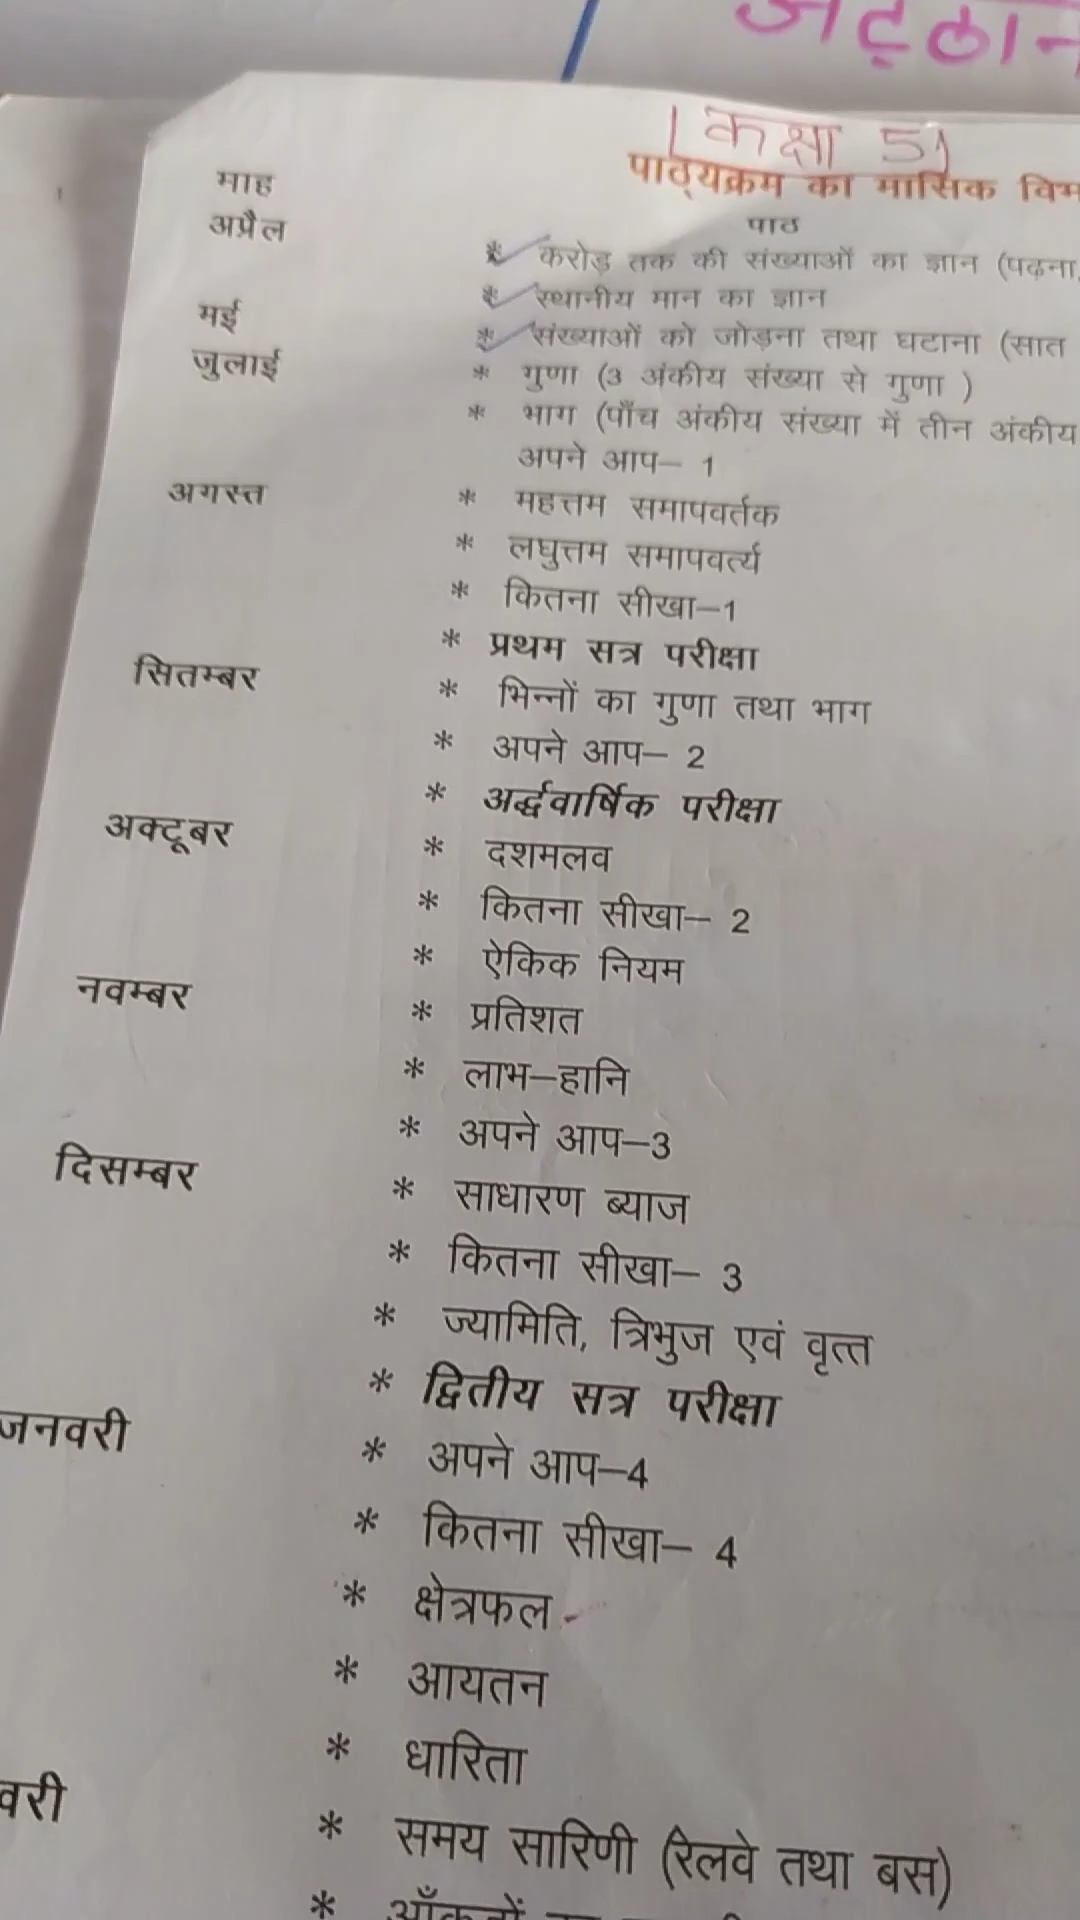 कक्षा 5
पाठ्यक्रम का मासिक
माह
पाठ
अप्रैल
* करोड़ तक की संख्याओं का ज्ञान (पढ़ना,
* स्थानीय मान का ज्ञान
मई * संख्याओं को जोड़ना तथा घटाना (सात
जुलाई * गुणा (3 अंकीय संख्या से गुणा )
* भाग (पाँच अंकीय संख्या में तीन अंकीय
अपने आप– 1
अगस्त * महत्तम समापवर्तक
* लघुत्तम समापवर्त्य
* कितना सीखा–1
* प्रथम सत्र परीक्षा
सितम्बर * भिन्नों का गुणा तथा भाग
* अपने आप– 2
* अर्द्धवार्षिक परीक्षा
अक्टूबर * दशमलव
* कितना सीखा– 2
* ऐकिक नियम
नवम्बर * प्रतिशत
* लाभ–हानि
* अपने आप–3
दिसम्बर * साधारण ब्याज
* कितना सीखा– 3
* ज्यामिति, त्रिभुज एवं वृत्त
* द्वितीय सत्र परीक्षा
जनवरी * अपने आप–4
* कितना सीखा– 4
* क्षेत्रफल
* आयतन
* धारिता
वरी * समय सारिणी (रेलवे तथा बस)